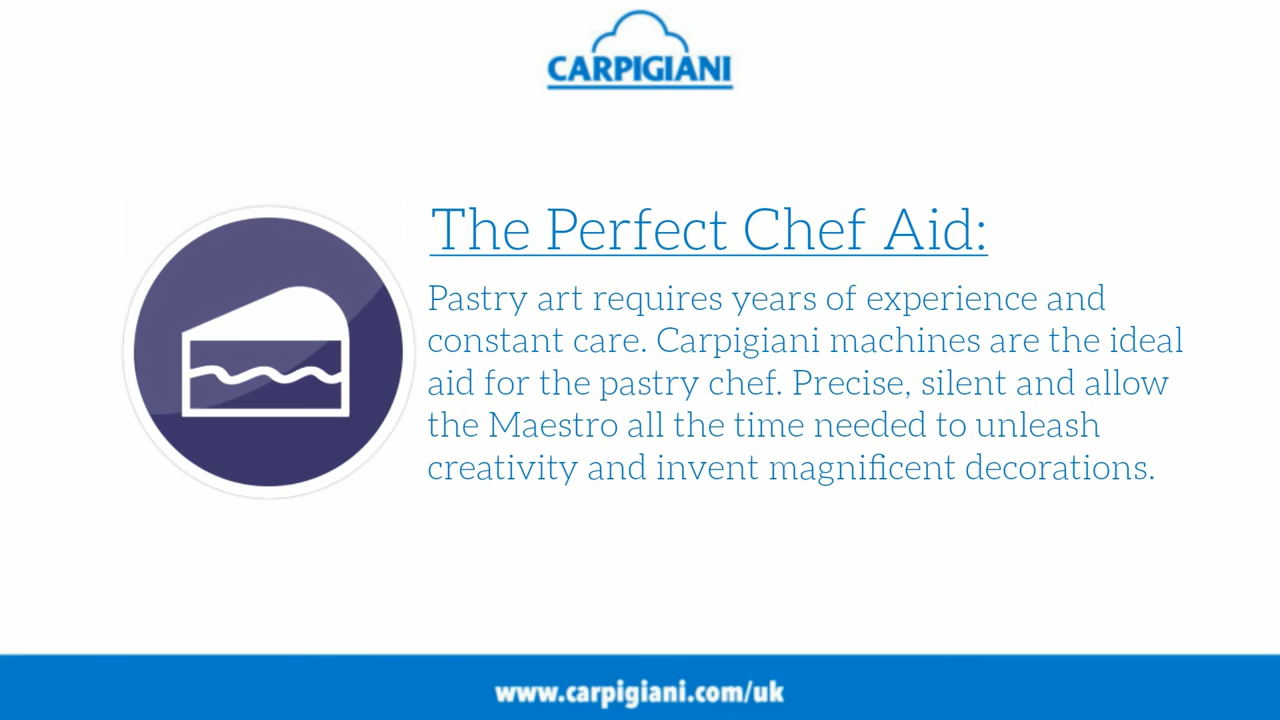 CARPIGIANI
The Perfect Chef Aid:
Pastry art requires years of experience and
constant care. Carpigiani machines are the ideal
aid for the pastry chef. Precise, silent and allow
the Maestro all the time needed to unleash
creativity and invent magnificent decorations.
www.carpigiani.com/uk